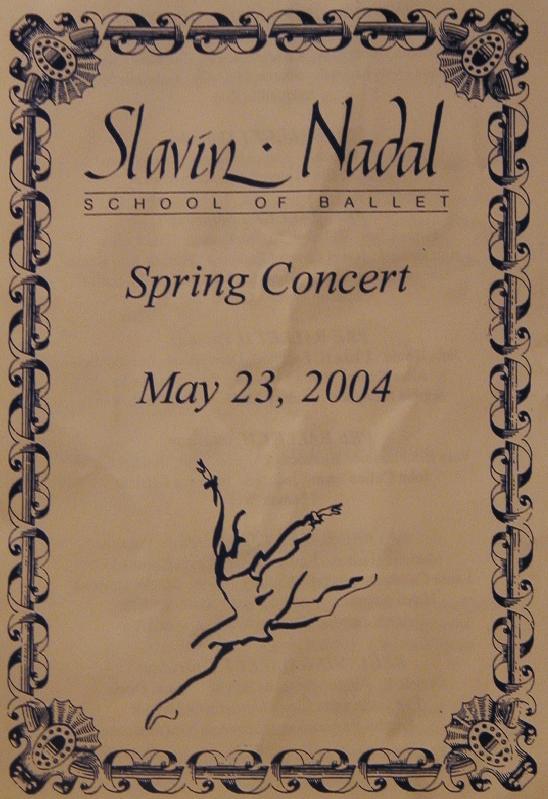 Slavin · Nadal
SCHOOL OF BALLET
Spring Concert
May 23, 2004